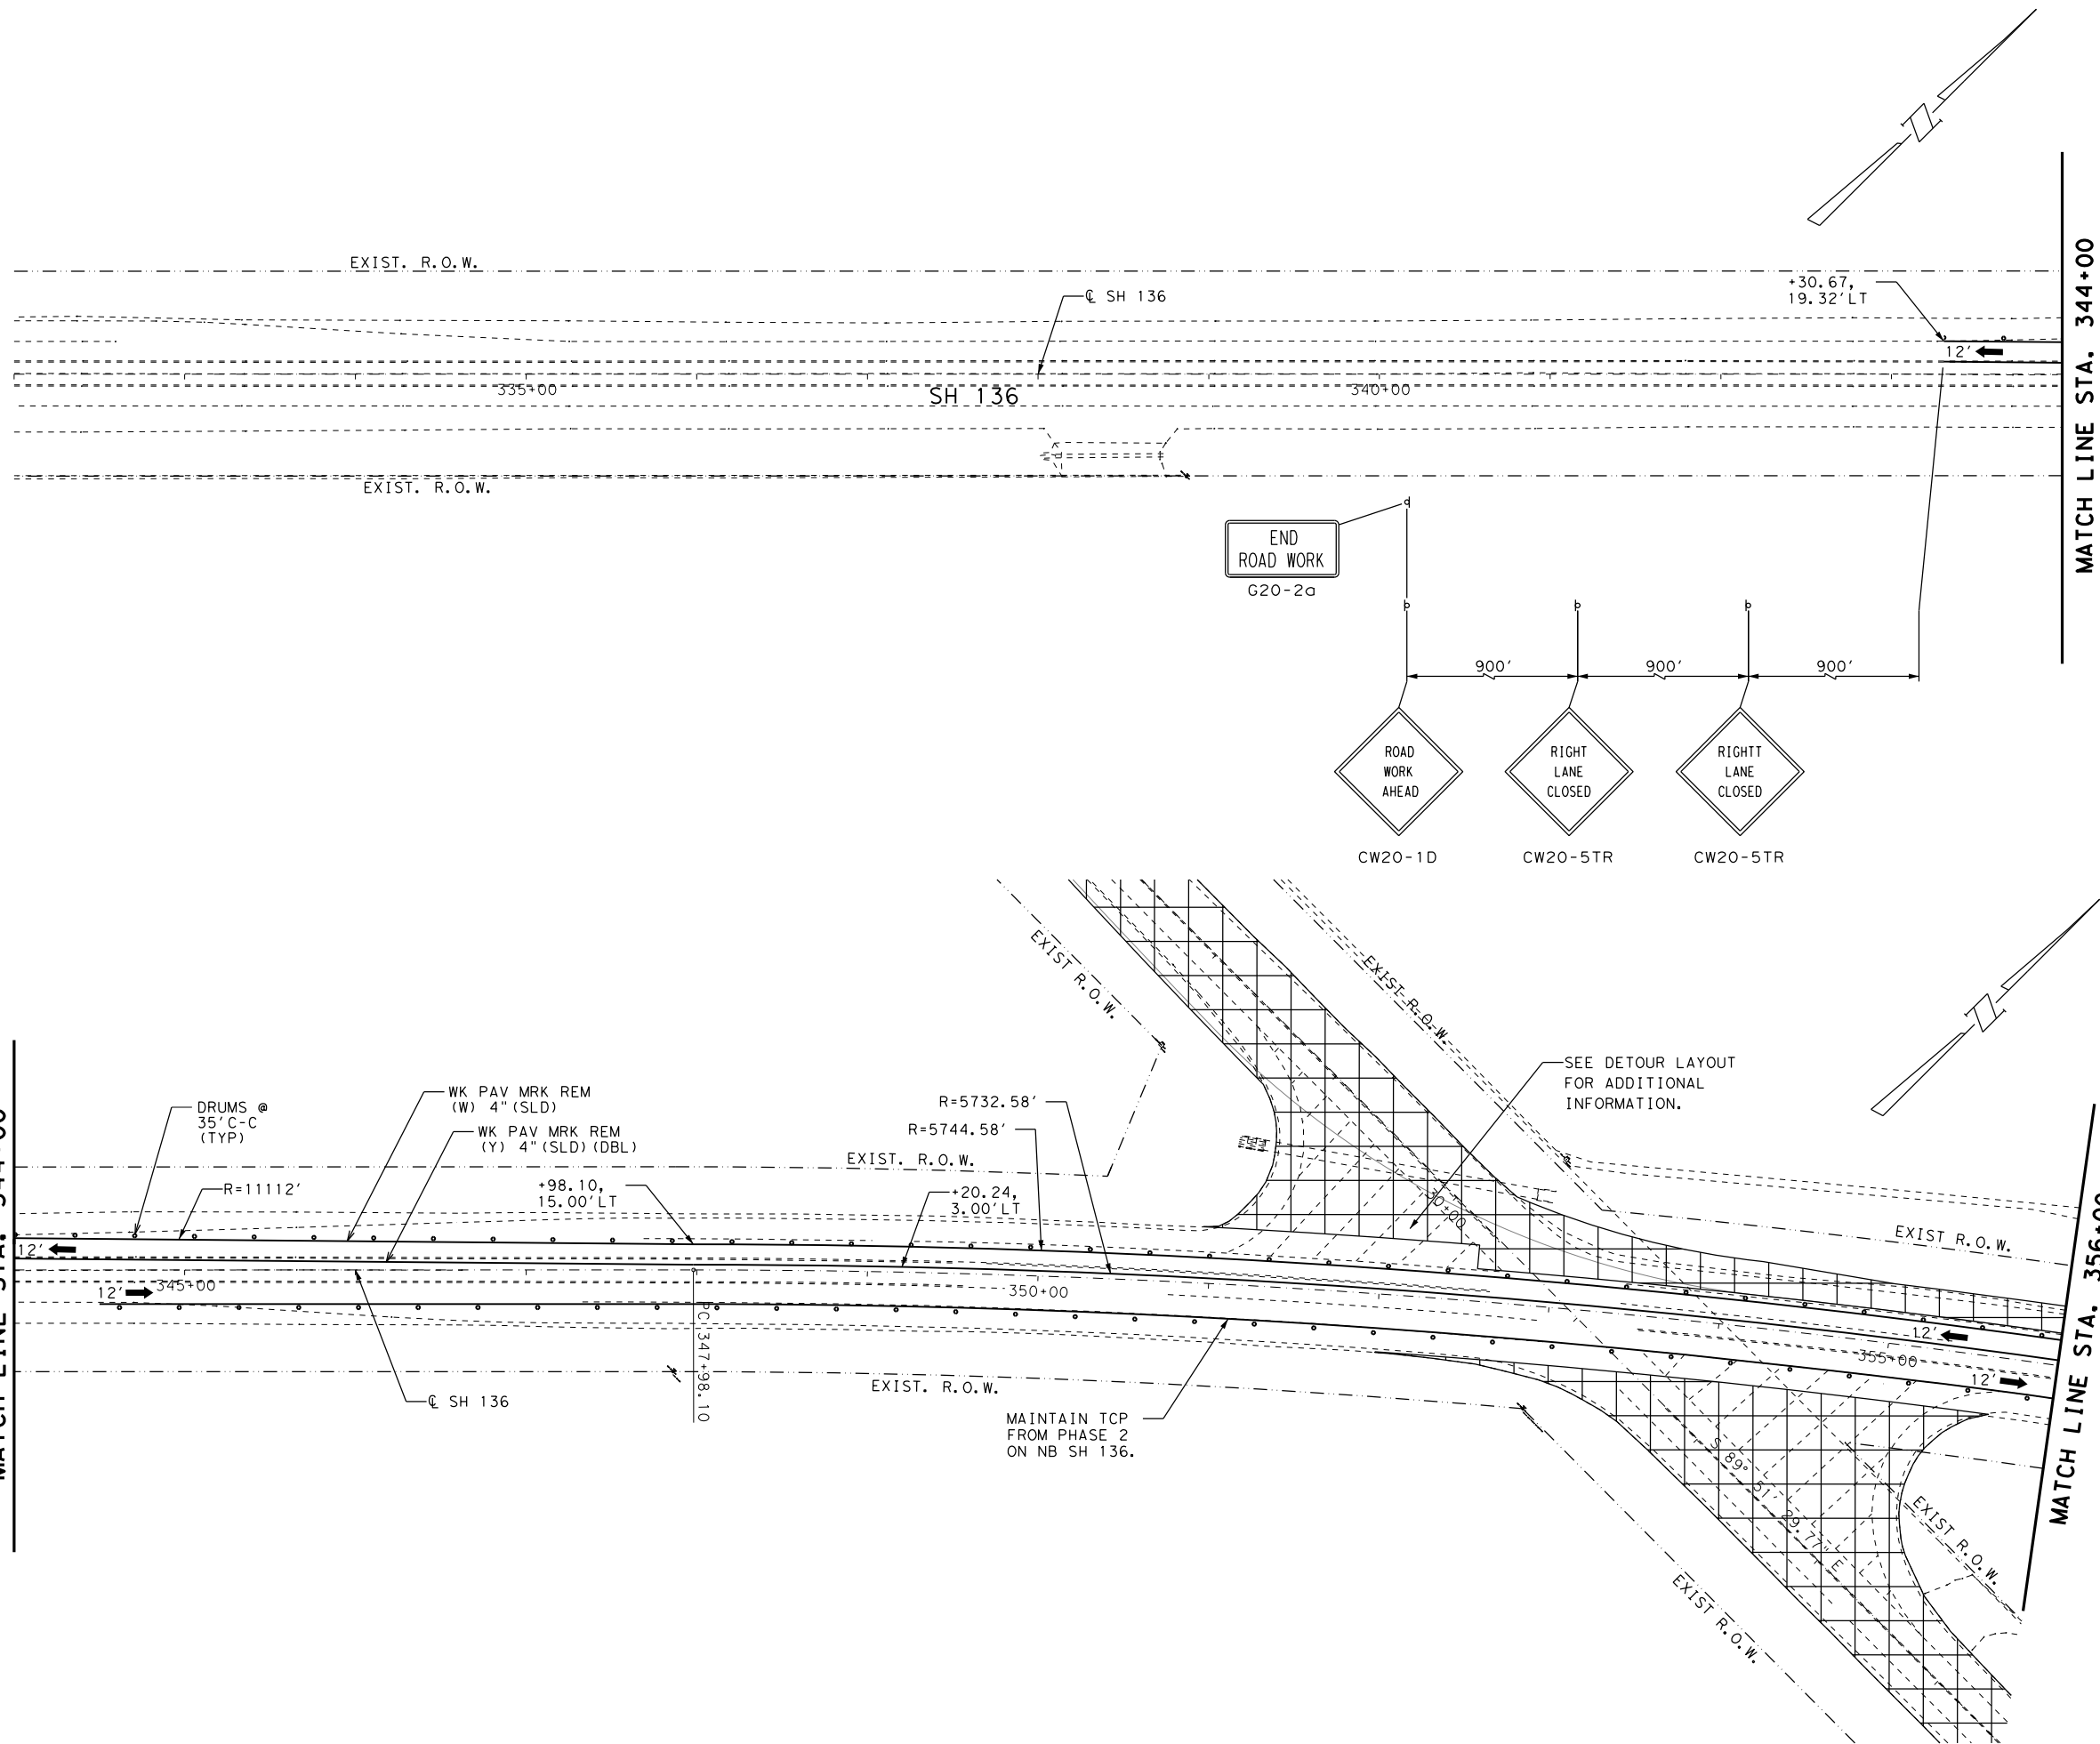 EXIST. R.O.W.
℄ SH 136
+30.67,
19.32'LT
12'
335+00
SH 136
340+00
EXIST. R.O.W.
MATCH LINE STA. 344+00
END
ROAD WORK
G20-2a
900'
900'
900'
ROAD
WORK
AHEAD
RIGHT
LANE
CLOSED
RIGHTT
LANE
CLOSED
CW20-1D
CW20-5TR
CW20-5TR
EXIST R.O.W.
EXIST R.O.W.
SEE DETOUR LAYOUT
FOR ADDITIONAL
INFORMATION.
DRUMS @
35'C-C
(TYP)
WK PAV MRK REM
(W) 4"(SLD)
WK PAV MRK REM
(Y) 4"(SLD)(DBL)
R=5732.58'
R=5744.58'
EXIST. R.O.W.
R=11112'
+98.10,
15.00'LT
+20.24,
3.00'LT
EXIST R.O.W.
12'
345+00
12'
350+00
12'
355+00
12'
PC 347+98.10
℄ SH 136
EXIST. R.O.W.
MAINTAIN TCP
FROM PHASE 2
ON NB SH 136.
S 89° 51' 29.77" E
EXIST R.O.W.
EXIST R.O.W.
MATCH LINE STA. 356+00